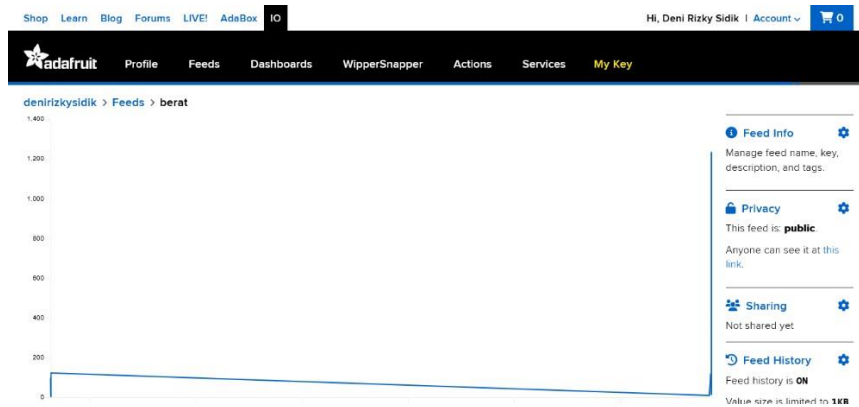 Shop Learn Blog Forums LIVE! AdaBox IO Hi, Deni Rizky Sidik | Account 0
adafruit Profile Feeds Dashboards WipperSnapper Actions Services My Key
denirizkysidik > Feeds > berat
1,400
1,200
1,000
800
600
400
200
0
Feed Info
Manage feed name, key,
description, and tags.
Privacy
This feed is: public.
Anyone can see it at this
link.
Sharing
Not shared yet
Feed History
Feed history is ON
Value size is limited to 1KB